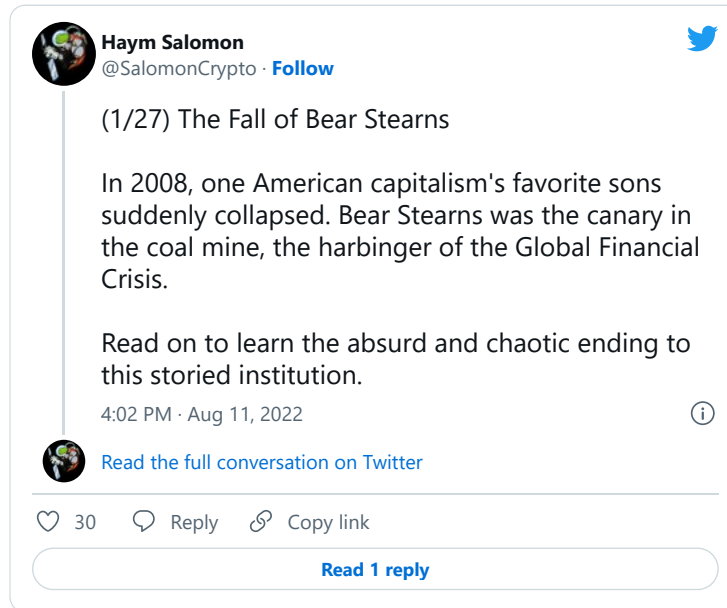 Haym Salomon
@SalomonCrypto · Follow
(1/27) The Fall of Bear Stearns
In 2008, one American capitalism's favorite sons
suddenly collapsed. Bear Stearns was the canary in
the coal mine, the harbinger of the Global Financial
Crisis.
Read on to learn the absurd and chaotic ending to
this storied institution.
4:02 PM · Aug 11, 2022
Read the full conversation on Twitter
30 Reply Copy link
Read 1 reply